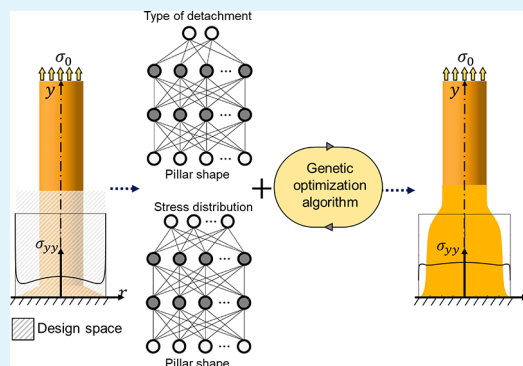 Type of detachment
σ₀
y
σyy
r
Design space
Pillar shape
Stress distribution
Pillar shape
+
Genetic
optimization
algorithm
σ₀
y
σyy